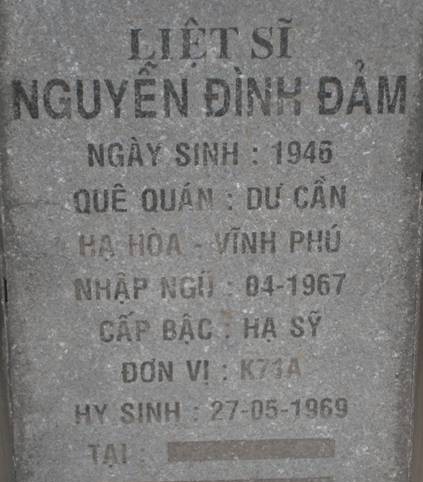 LIỆT SĨ
NGUYỄN ĐÌNH ĐẢM
NGÀY SINH : 1946
QUÊ QUÁN : DƯ CẦN
HẠ HÒA - VĨNH PHÚ
NHẬP NGŨ : 04-1967
CẤP BẬC : HẠ SỸ
ĐƠN VỊ : K71A
HY SINH : 27-05-1969
TẠI :